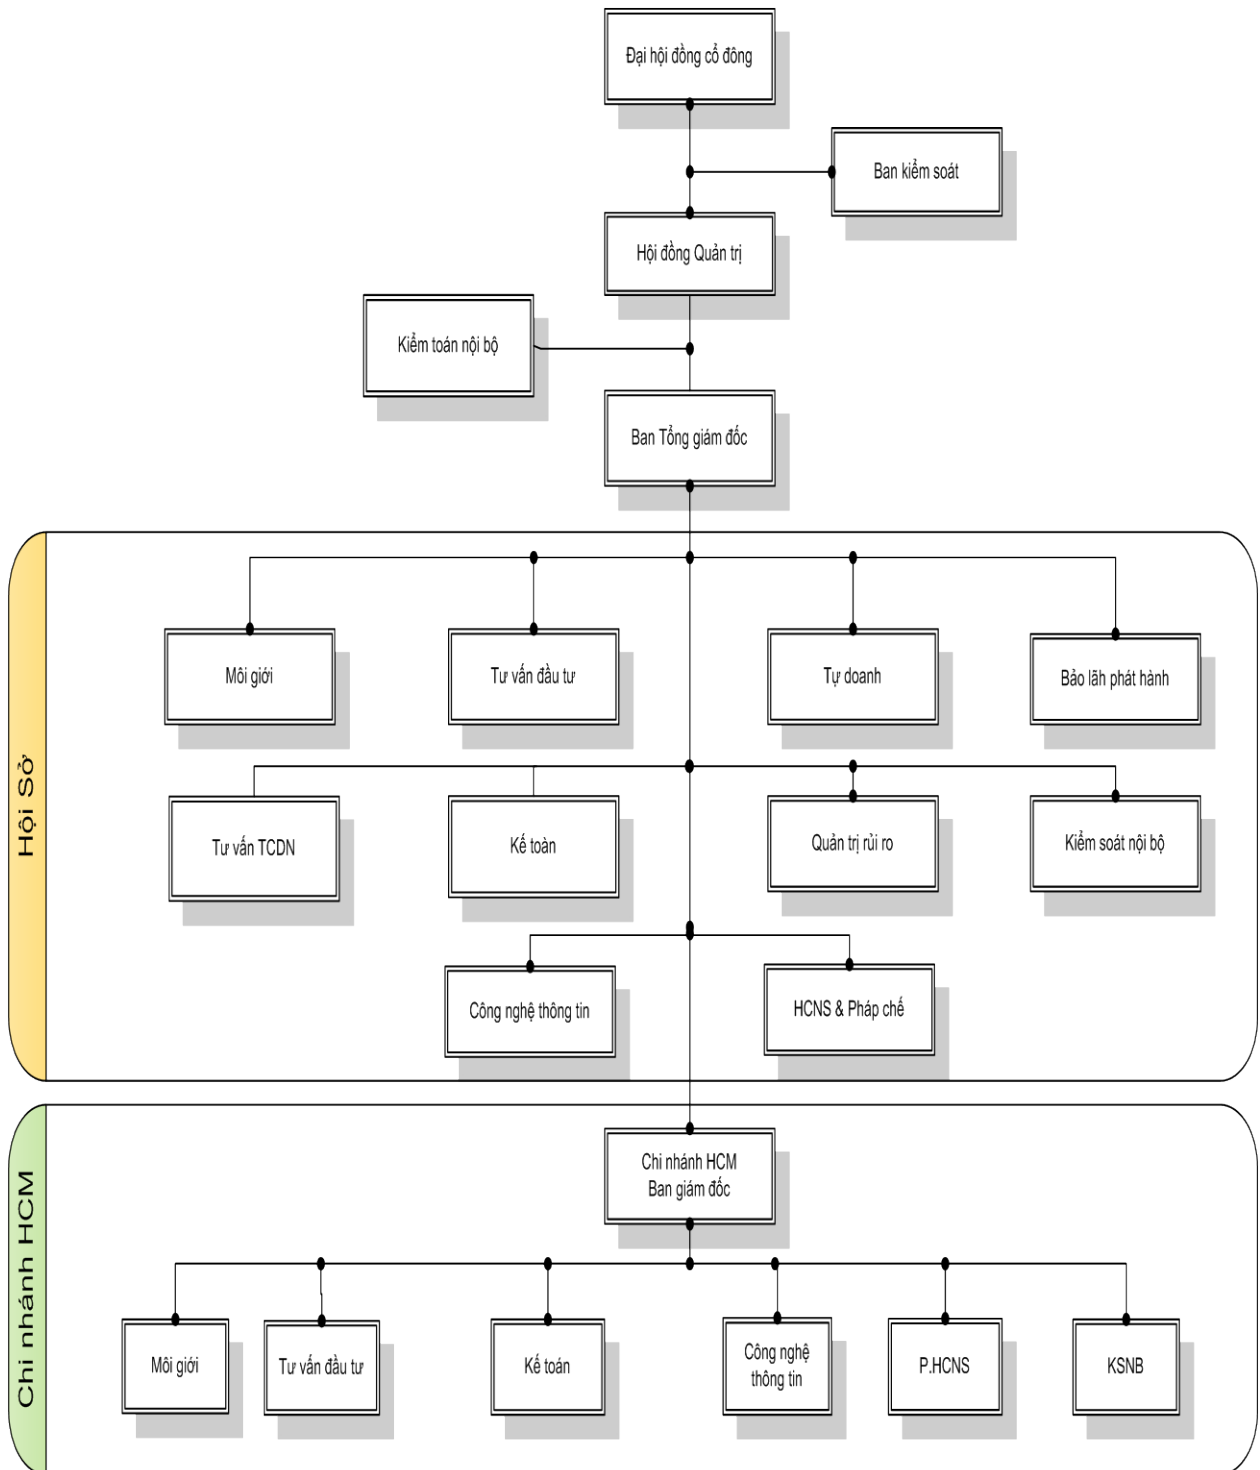 Đại hội đồng cổ đông
Ban kiểm soát
Hội đồng Quản trị
Kiểm toán nội bộ
Ban Tổng giám đốc
Hội Sở
Môi giới
Tư vấn đầu tư
Tự doanh
Bảo lãh phát hành
Tư vấn TCDN
Kế toàn
Quản trị rủi ro
Kiểm soát nội bộ
Công nghệ thông tin
HCNS & Pháp chế
Chi nhánh HCM
Chi nhánh HCM
Ban giám đốc
Môi giới
Tư vấn đầu tư
Kế toán
Công nghệ
thông tin
P.HCNS
KSNB